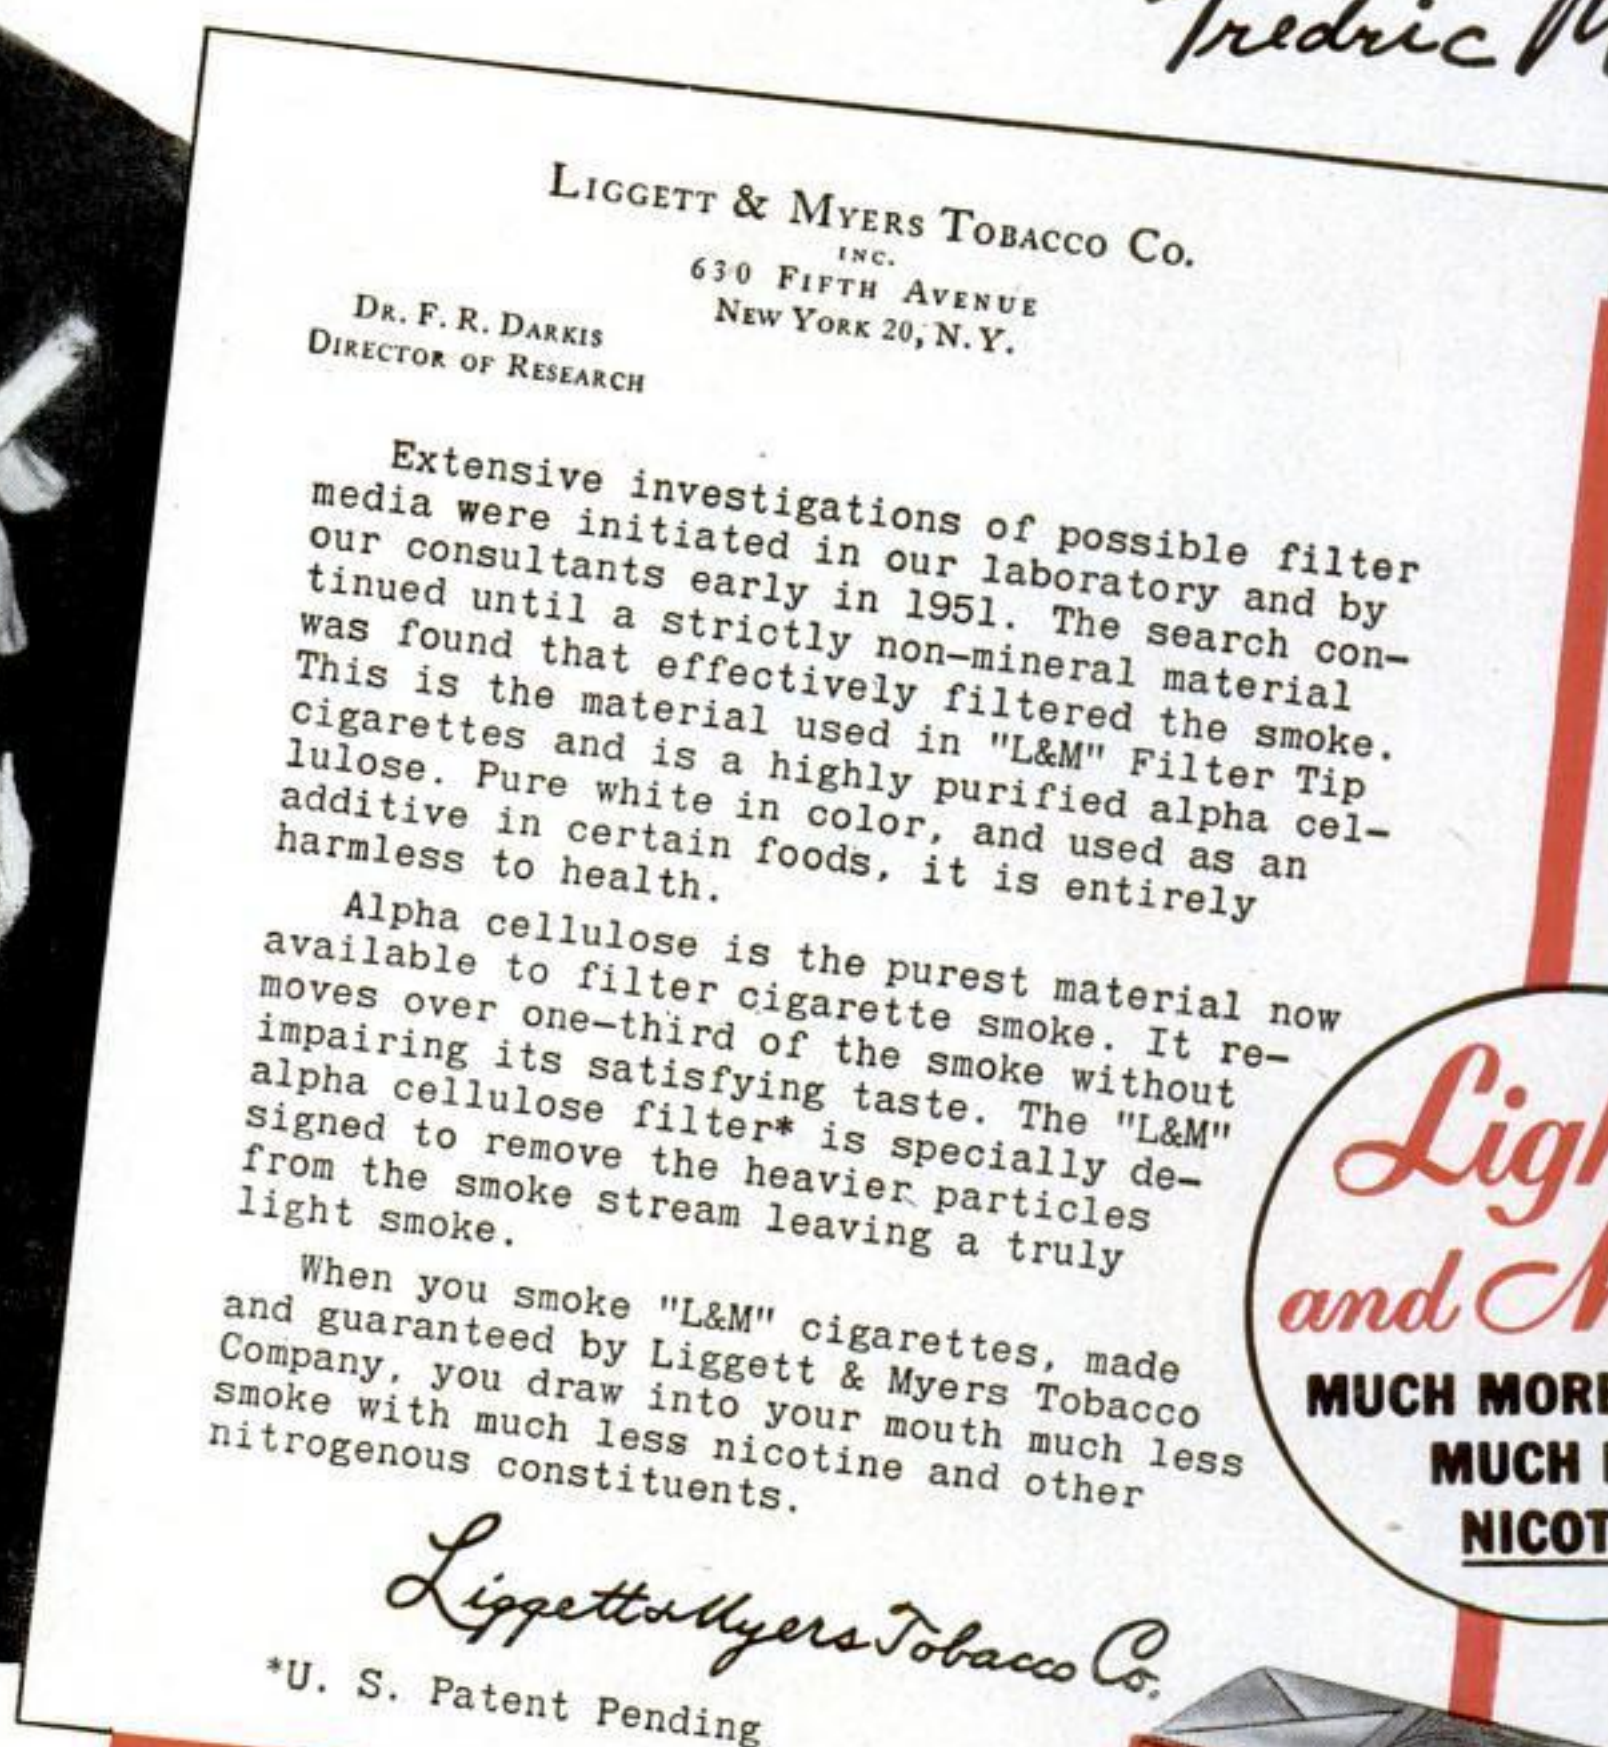 Fredric
LIGGETT & MYERS TOBACCO CO.
INC.
630 FIFTH AVENUE
NEW YORK 20, N.Y.
DR. F. R. DARKIS
DIRECTOR OF RESEARCH
Extensive investigations of possible filter
media were initiated in our laboratory and by
our consultants early in 1951. The search con-
tinued until a strictly non-mineral material
was found that effectively filtered the smoke.
This is the material used in "L&M" Filter Tip
cigarettes and is a highly purified alpha cel-
lulose. Pure white in color, and used as an
additive in certain foods, it is entirely
harmless to health.
Alpha cellulose is the purest material now
available to filter cigarette smoke. It re-
moves over one-third of the smoke without
impairing its satisfying taste. The "L&M"
alpha cellulose filter* is specially de-
signed to remove the heavier particles
from the smoke stream leaving a truly
light smoke.
When you smoke "L&M" cigarettes, made
and guaranteed by Liggett & Myers Tobacco
Company, you draw into your mouth much less
smoke with much less nicotine and other
nitrogenous constituents.
Liggett & Myers Tobacco Co.
*U. S. Patent Pending
Ligh
and
MUCH MORE
MUCH
NICOT